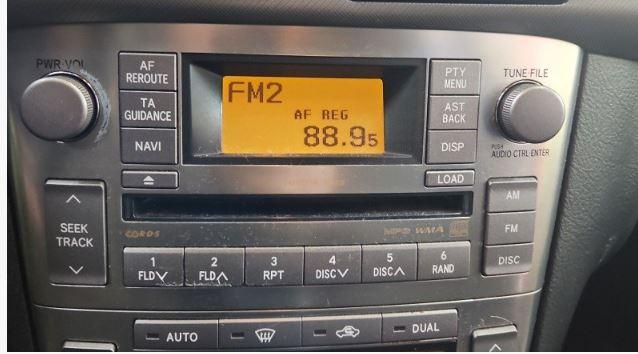 PWR·VOL
AF
REROUTE
TA
GUIDANCE
NAVI
FM2
AF REG
88.95
PTY
MENU
AST
BACK
DISP
TUNE·FILE
PUSH
AUDIO CTRL·ENTER
LOAD
SEEK
TRACK
CDRDS
MP3 WMA
AM
FM
DISC
1
FLD
2
FLD
3
RPT
4
DISC
5
DISC
6
RAND
AUTO
DUAL